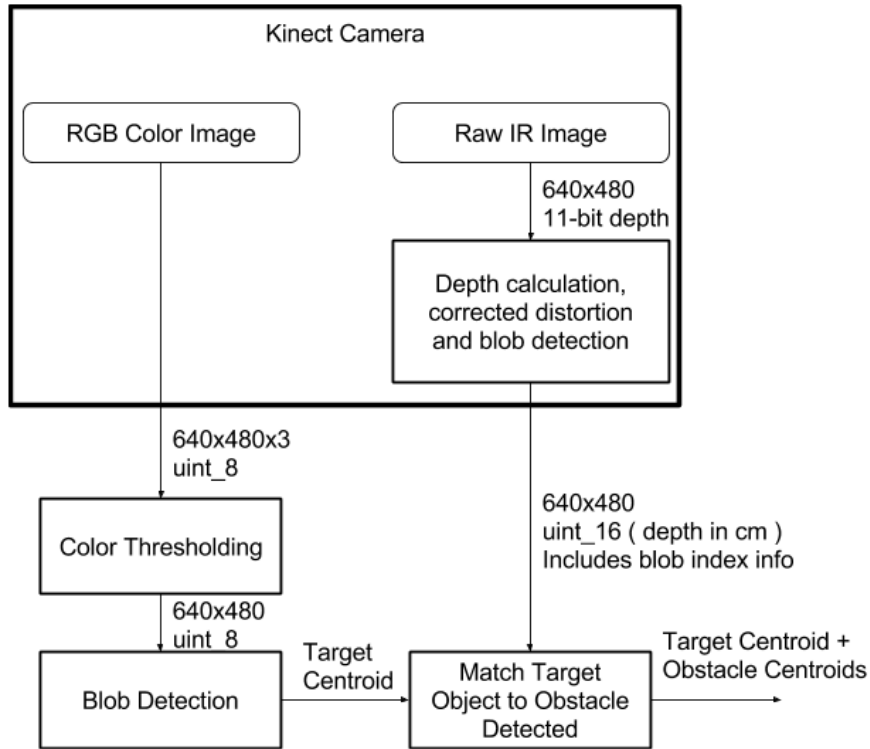 Kinect Camera
RGB Color Image
Raw IR Image
640x480
11-bit depth
Depth calculation,
corrected distortion
and blob detection
640x480x3
uint_8
640x480
uint_16 ( depth in cm )
Includes blob index info
Color Thresholding
640x480
uint_8
Blob Detection
Target
Centroid
Match Target
Object to Obstacle
Detected
Target Centroid +
Obstacle Centroids